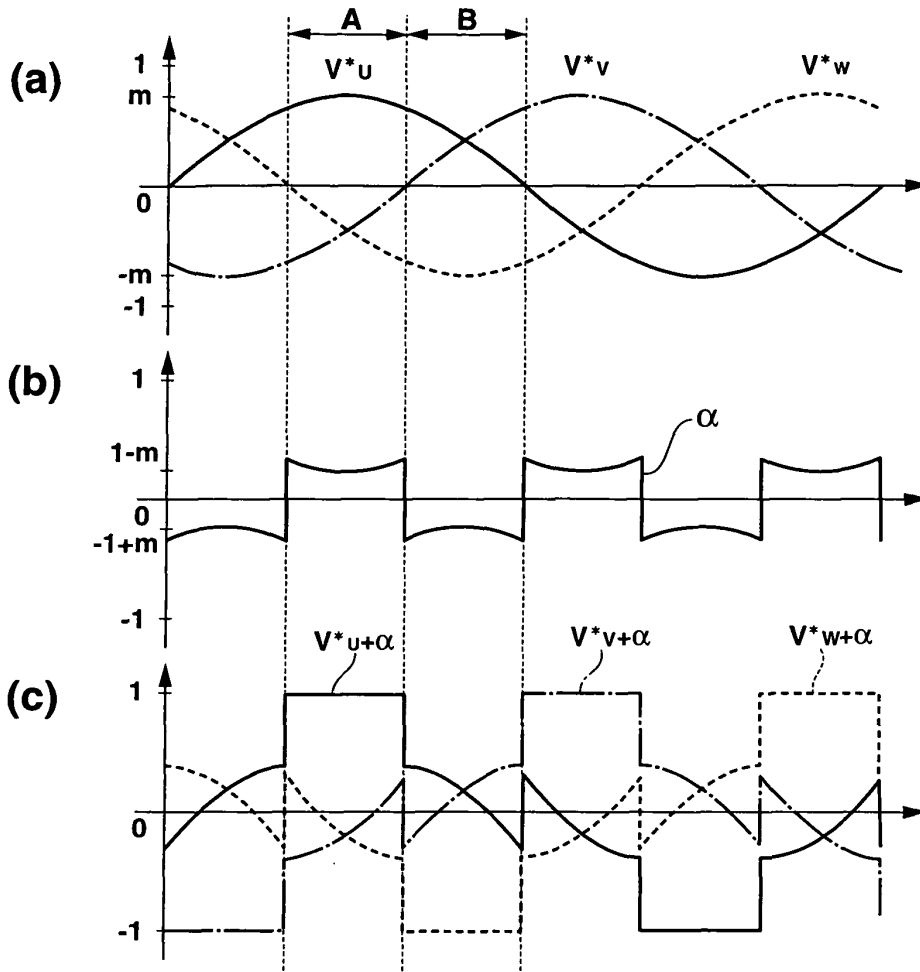 A B
(a)
1
m
V*U V*V V*W
0
-m
-1
(b)
1
α
1-m
0
-1+m
-1
V*U+α V*V+α V*W+α
(c)
1
0
-1